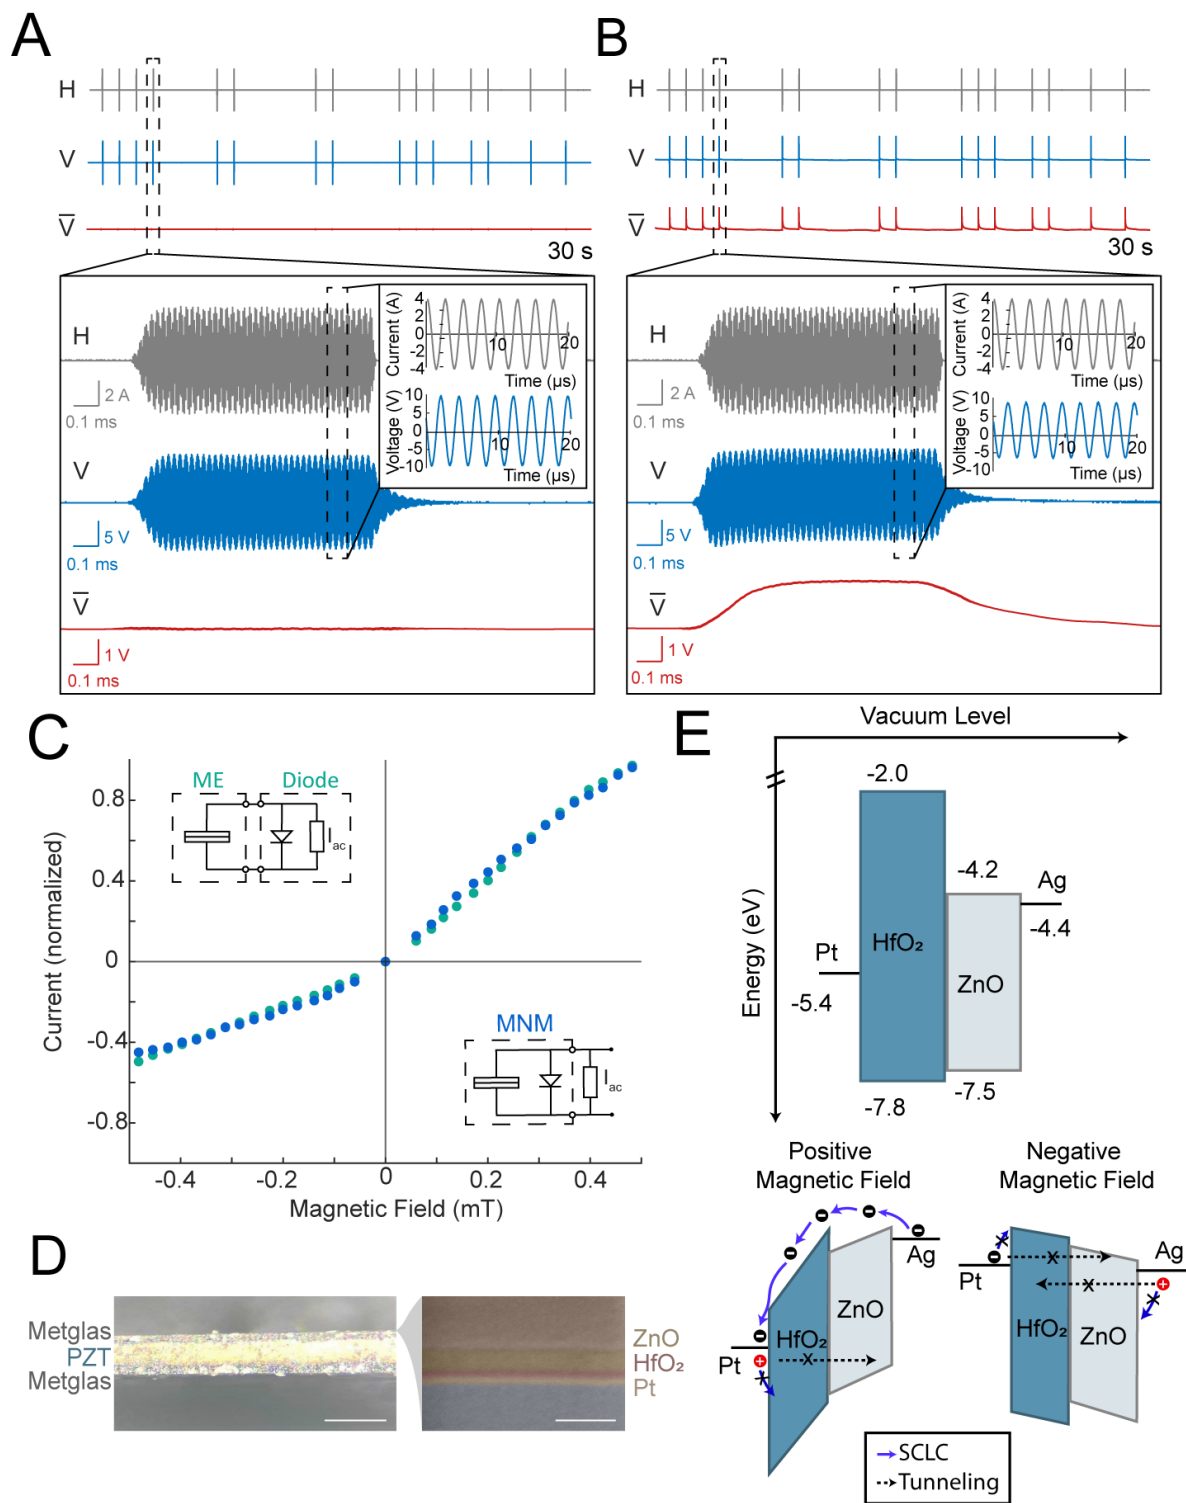 A
H
V
V̅
30 s
H
2 A
0.1 ms
V
5 V
0.1 ms
V̅
1 V
0.1 ms
Current (A)
4
2
0
-2
-4
10
20
Time (µs)
Voltage (V)
10
5
0
-5
-10
10
20
Time (µs)
B
H
V
V̅
30 s
H
2 A
0.1 ms
V
5 V
0.1 ms
V̅
1 V
0.1 ms
Current (A)
4
2
0
-2
-4
10
20
Time (µs)
Voltage (V)
10
5
0
-5
-10
10
20
Time (µs)
C
ME
Diode
Iac
MNM
Iac
Current (normalized)
0.8
0.4
0
-0.4
-0.8
-0.4
-0.2
0
0.2
0.4
Magnetic Field (mT)
D
Metglas
PZT
Metglas
ZnO
HfO₂
Pt
E
Vacuum Level
Energy (eV)
-2.0
-4.2
Ag
-4.4
HfO₂
Pt
ZnO
-5.4
-7.5
-7.8
Positive
Magnetic Field
Ag
ZnO
HfO₂
Pt
+
x
x
Negative
Magnetic Field
x
x
Ag
Pt
x
+
x
HfO₂
ZnO
SCLC
Tunneling